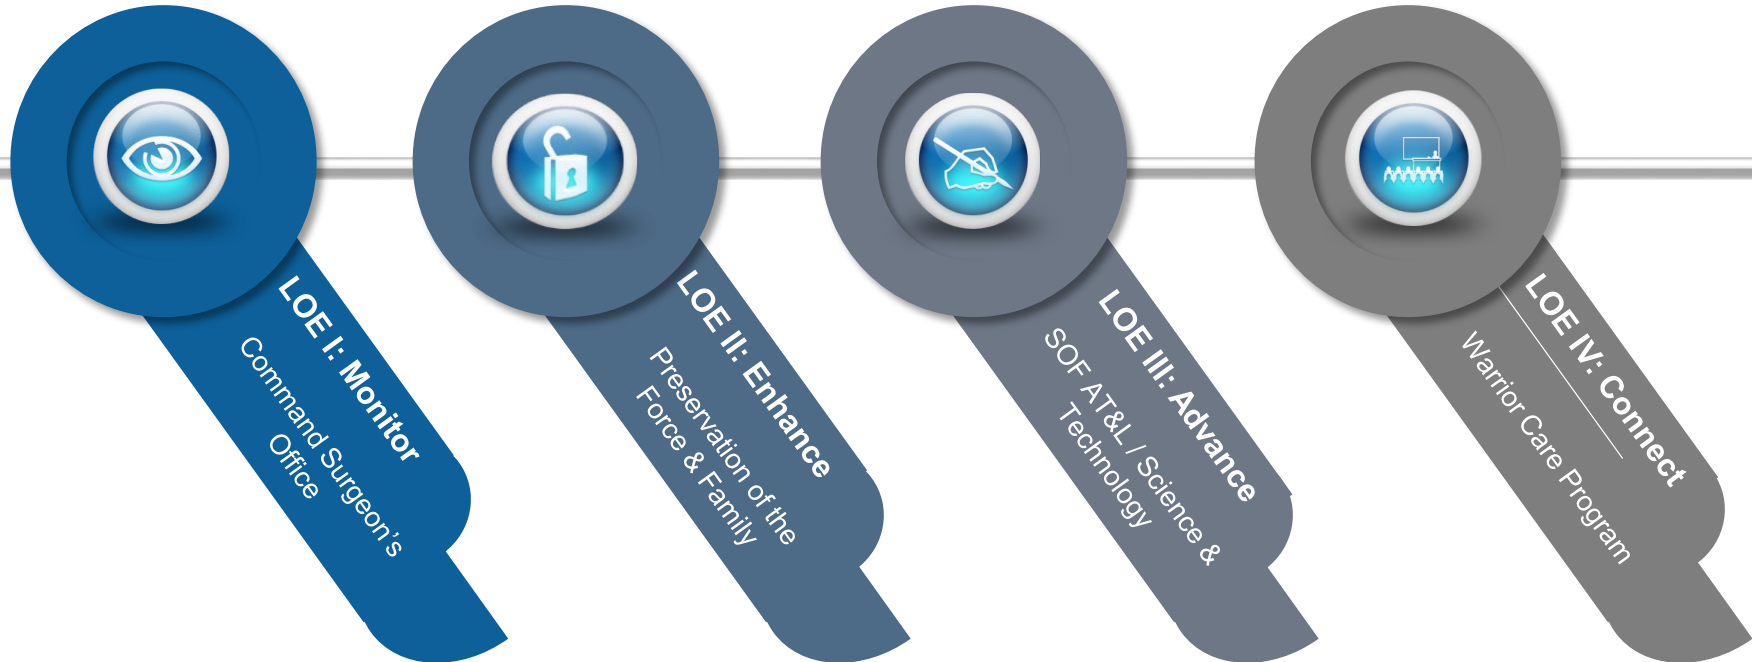 LOE I: Monitor
Command Surgeon’s
Office
LOE II: Enhance
Preservation of the
Force & Family
LOE III: Advance
SOF AT&L / Science &
Technology
LOE IV: Connect
Warrior Care Program